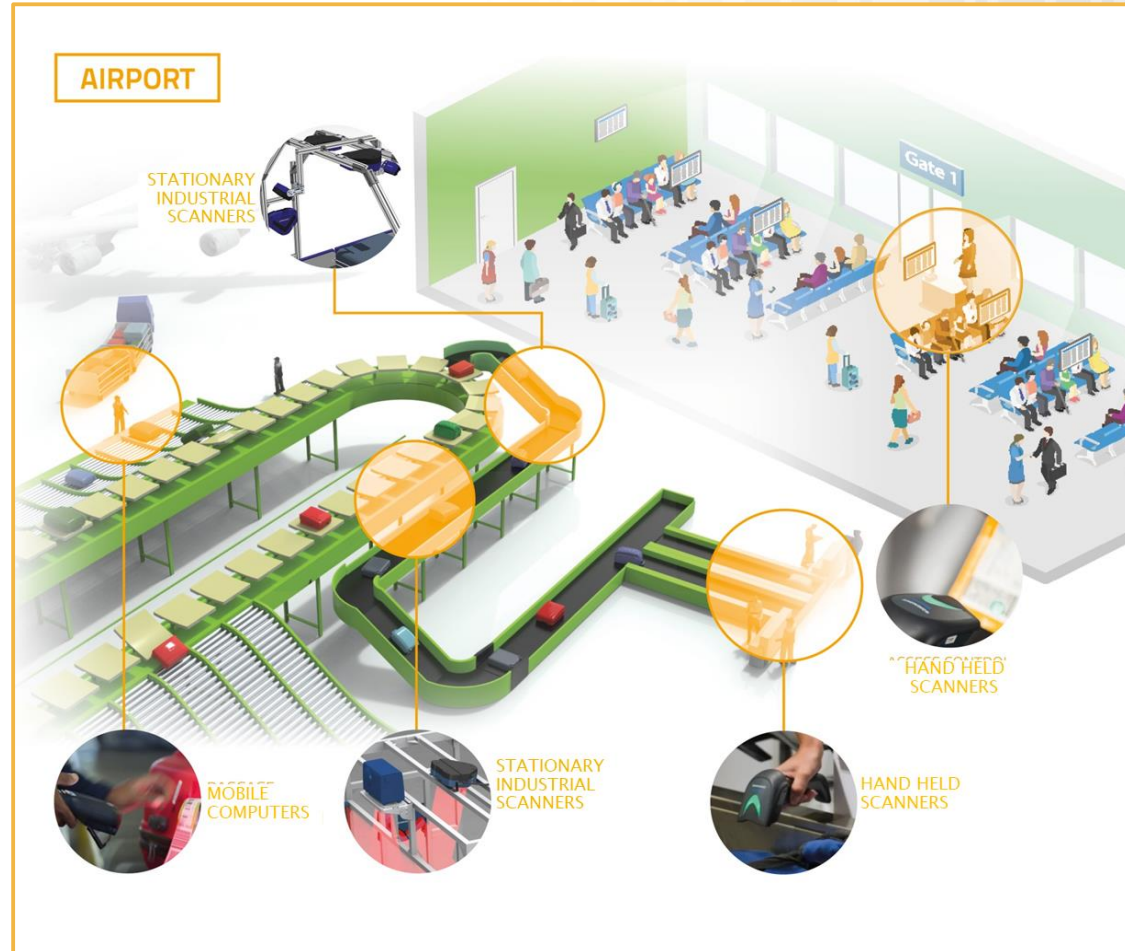 AIRPORT
STATIONARY
INDUSTRIAL
SCANNERS
Gate 1
HAND HELD
SCANNERS
STATIONARY
INDUSTRIAL
SCANNERS
MOBILE
COMPUTERS
HAND HELD
SCANNERS